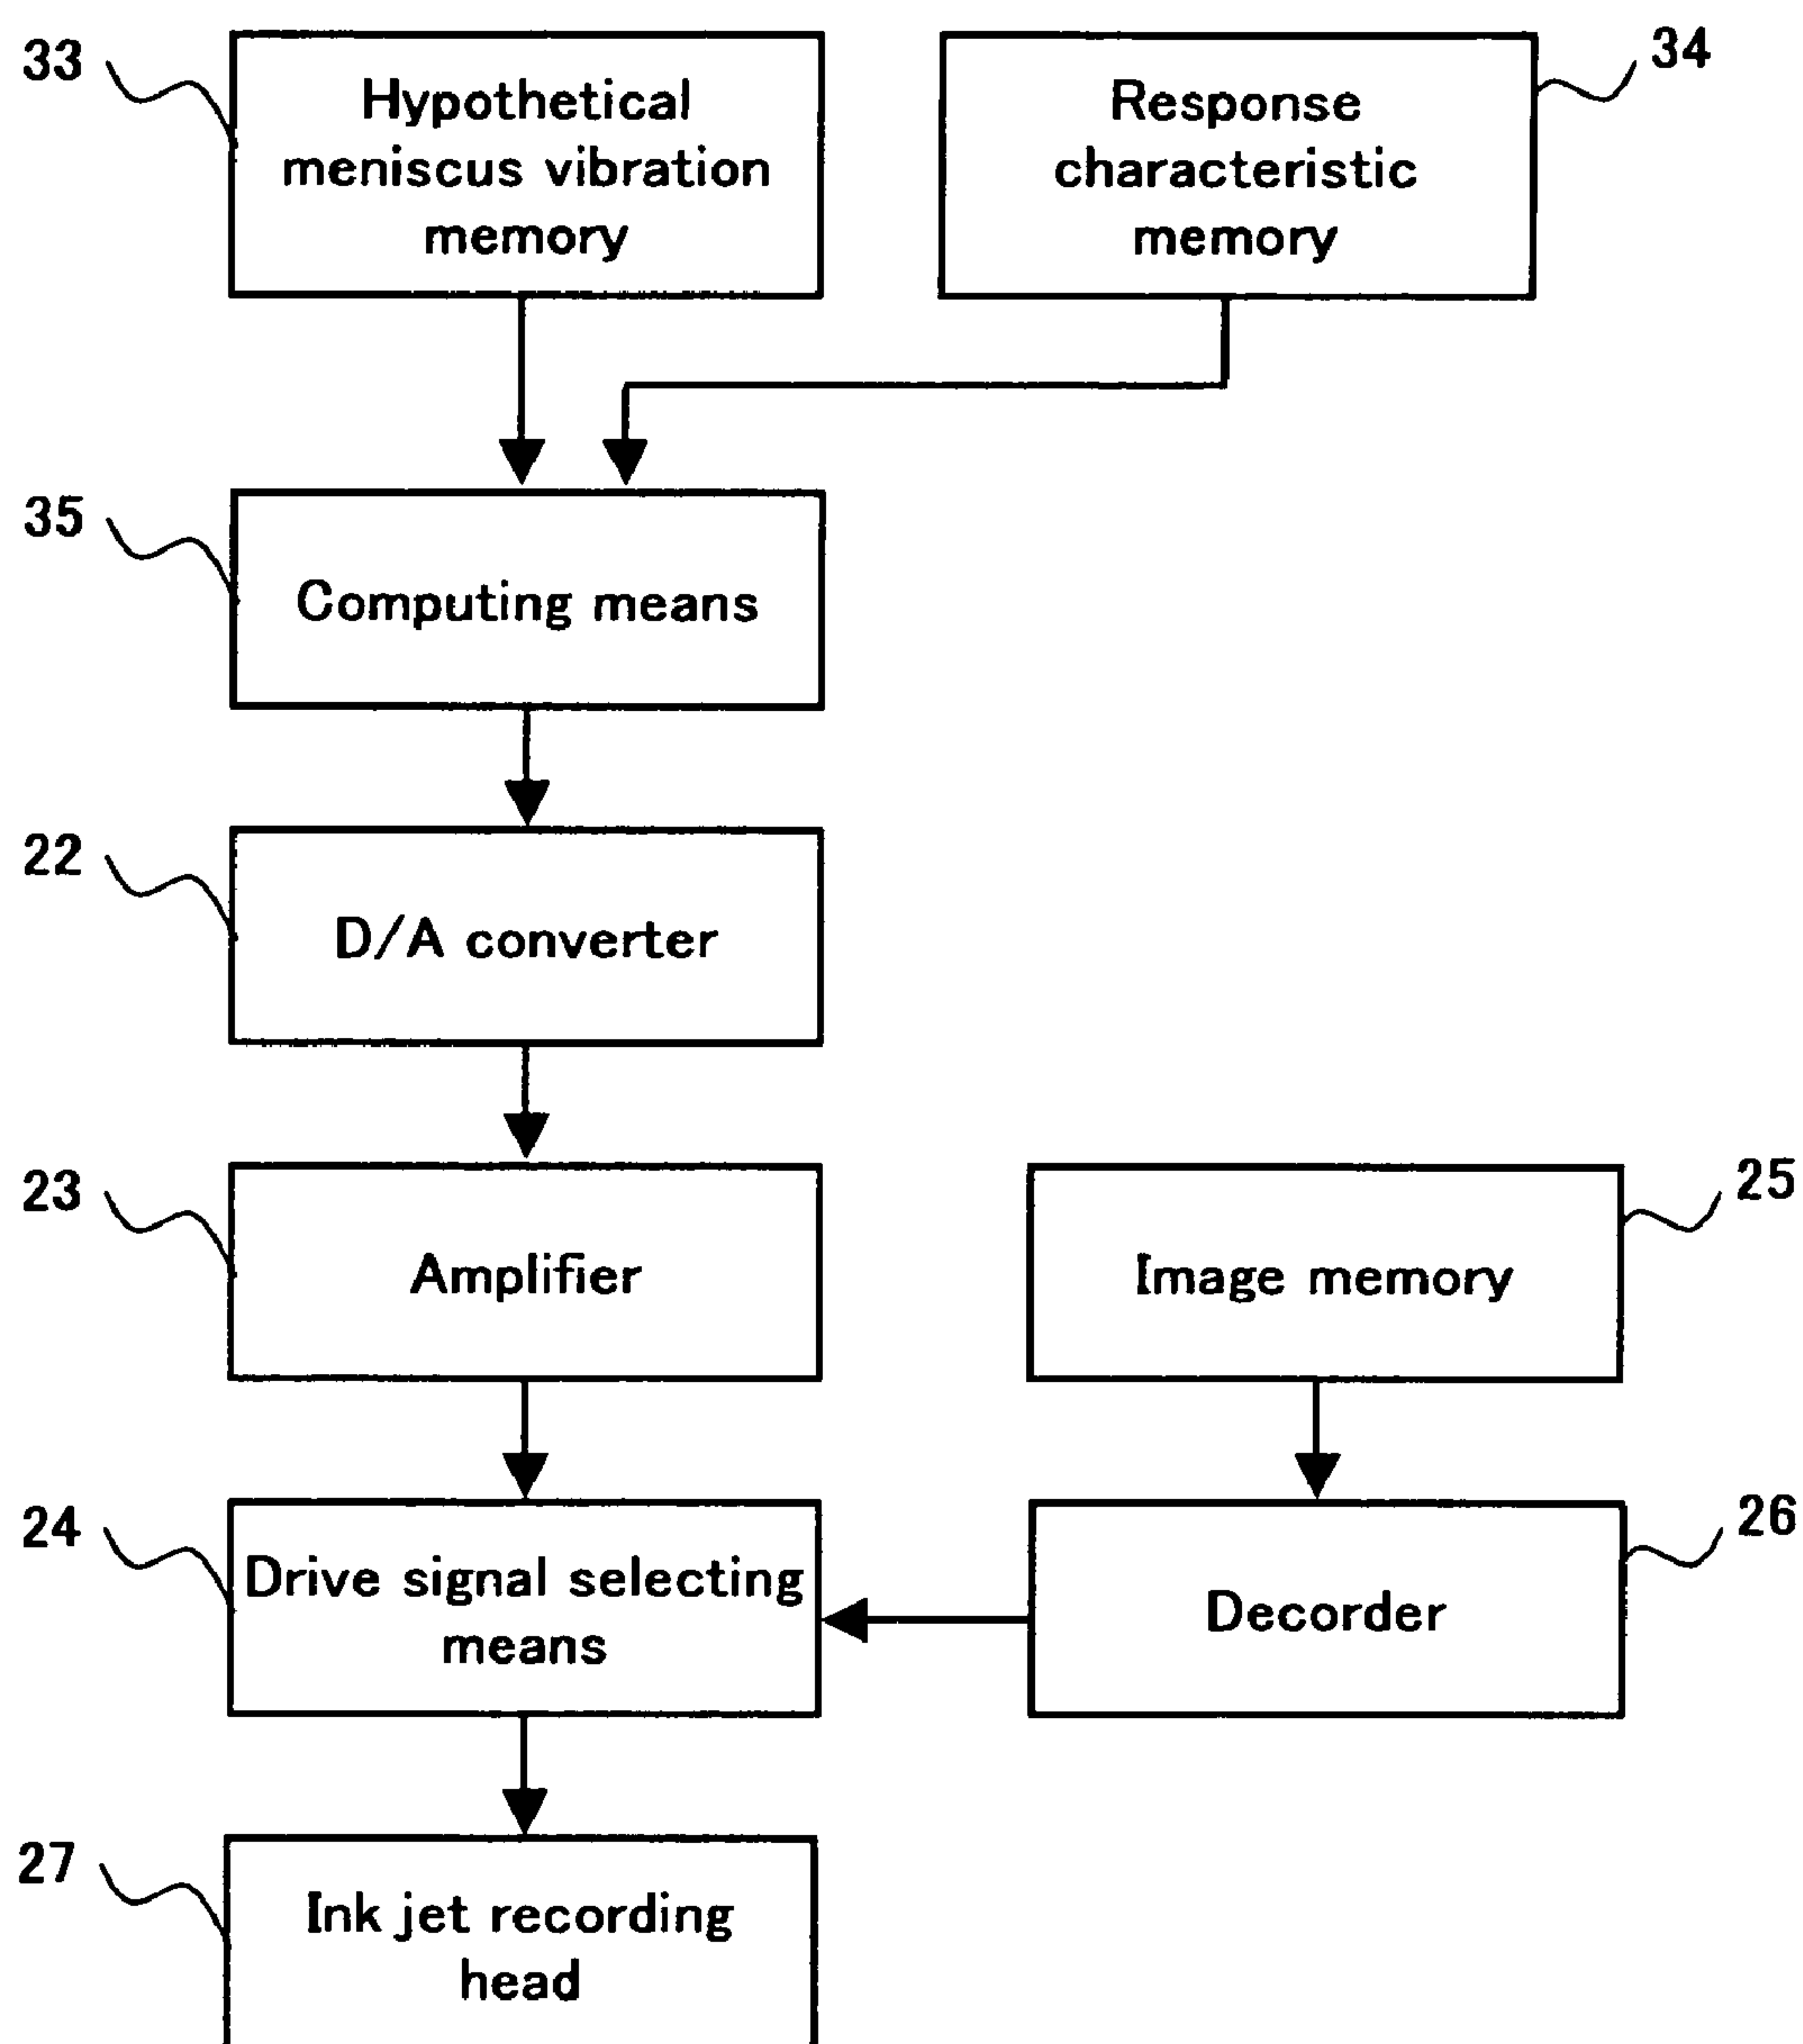 33
Hypothetical
meniscus vibration
memory
34
Response
characteristic
memory
35
Computing means
22
D/A converter
23
Amplifier
25
Image memory
24
Drive signal selecting
means
26
Decorder
27
Ink jet recording
head